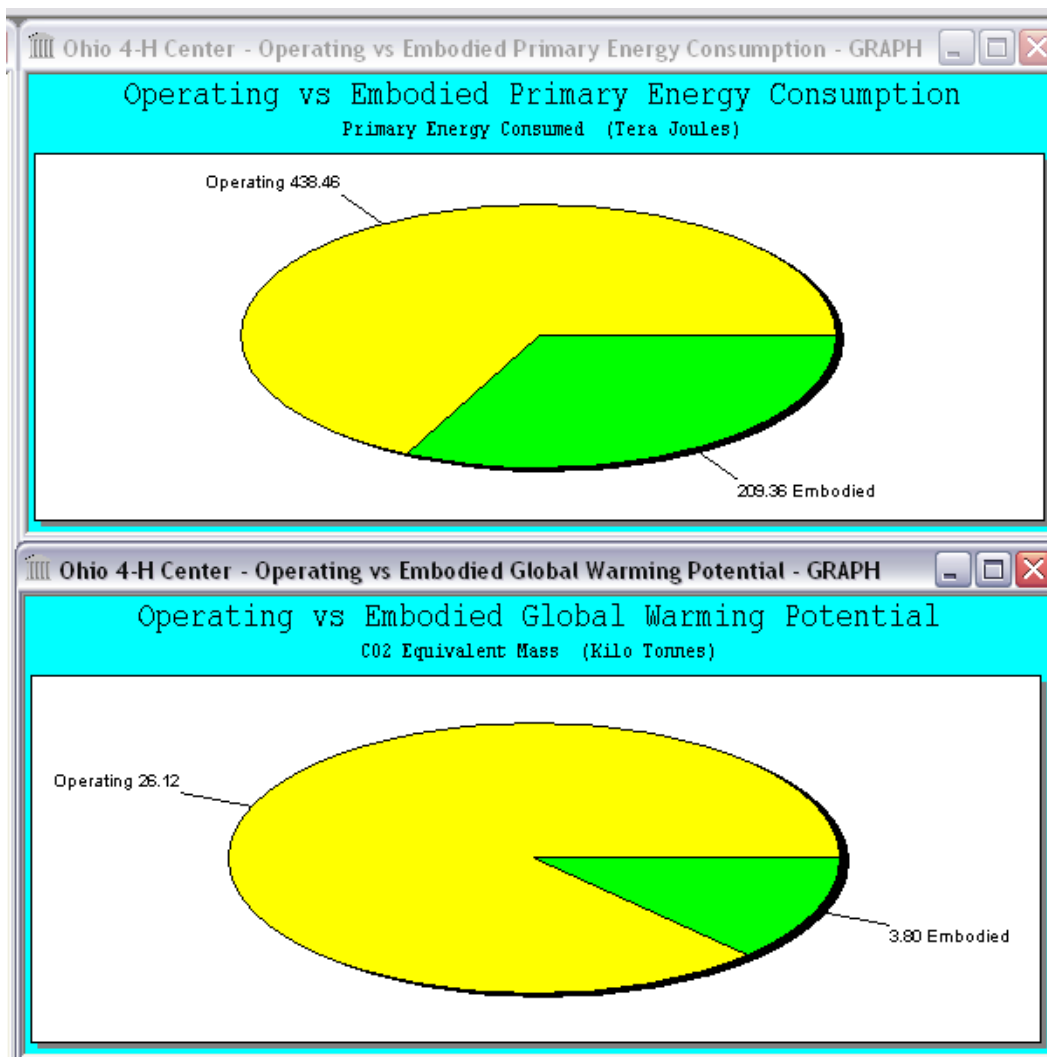 Ohio 4-H Center - Operating vs Embodied Primary Energy Consumption - GRAPH
Operating vs Embodied Primary Energy Consumption
Primary Energy Consumed (Tera Joules)
Operating 438.46
209.36 Embodied
Ohio 4-H Center - Operating vs Embodied Global Warming Potential - GRAPH
Operating vs Embodied Global Warming Potential
CO2 Equivalent Mass (Kilo Tonnes)
Operating 26.12
3.80 Embodied